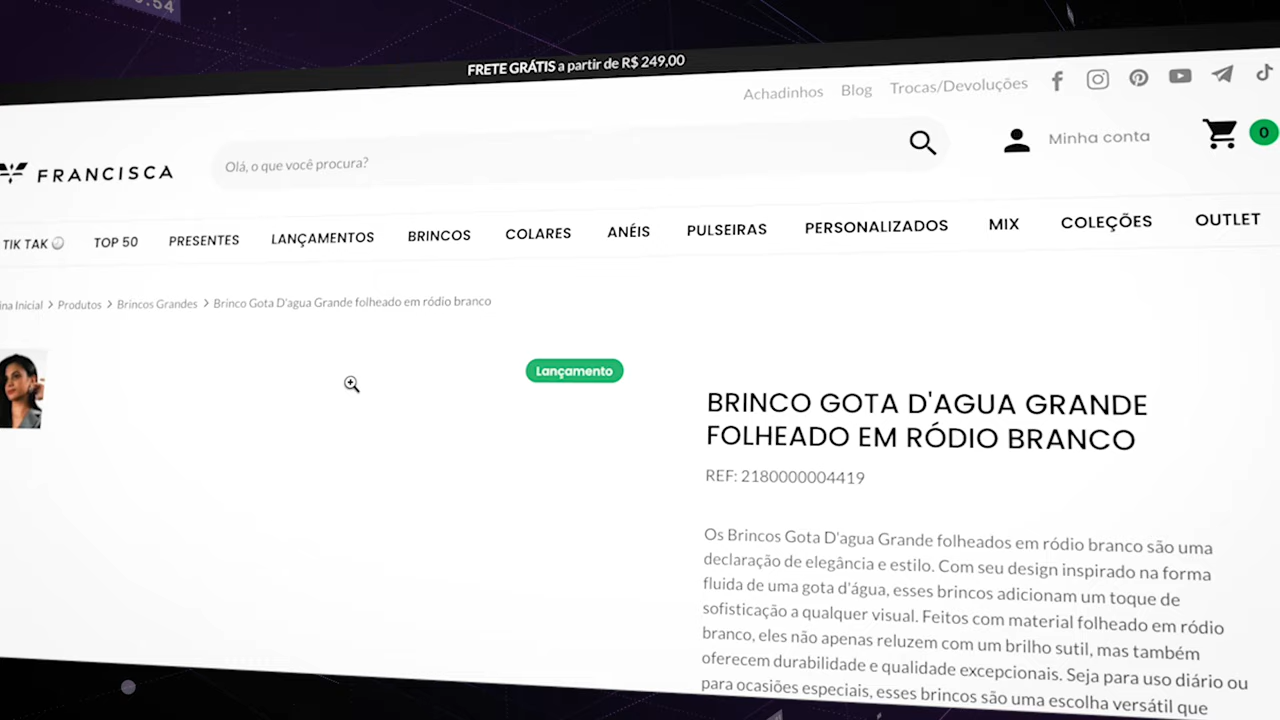 :54
FRETE GRÁTIS a partir de R$ 249,00
Achadinhos Blog Trocas/Devoluções
FRANCISCA
Olá, o que você procura?
Minha conta
0
TIK TAK TOP 50 PRESENTES LANÇAMENTOS BRINCOS COLARES ANÉIS PULSEIRAS PERSONALIZADOS MIX COLEÇÕES OUTLET
ina Inicial > Produtos > Brincos Grandes > Brinco Gota D'agua Grande folheado em ródio branco
Lançamento
BRINCO GOTA D'AGUA GRANDE
FOLHEADO EM RÓDIO BRANCO
REF: 2180000004419
Os Brincos Gota D'agua Grande folheados em ródio branco são uma
declaração de elegância e estilo. Com seu design inspirado na forma
fluida de uma gota d'água, esses brincos adicionam um toque de
sofisticação a qualquer visual. Feitos com material folheado em ródio
branco, eles não apenas reluzem com um brilho sutil, mas também
oferecem durabilidade e qualidade excepcionais. Seja para uso diário ou
para ocasiões especiais, esses brincos são uma escolha versátil que